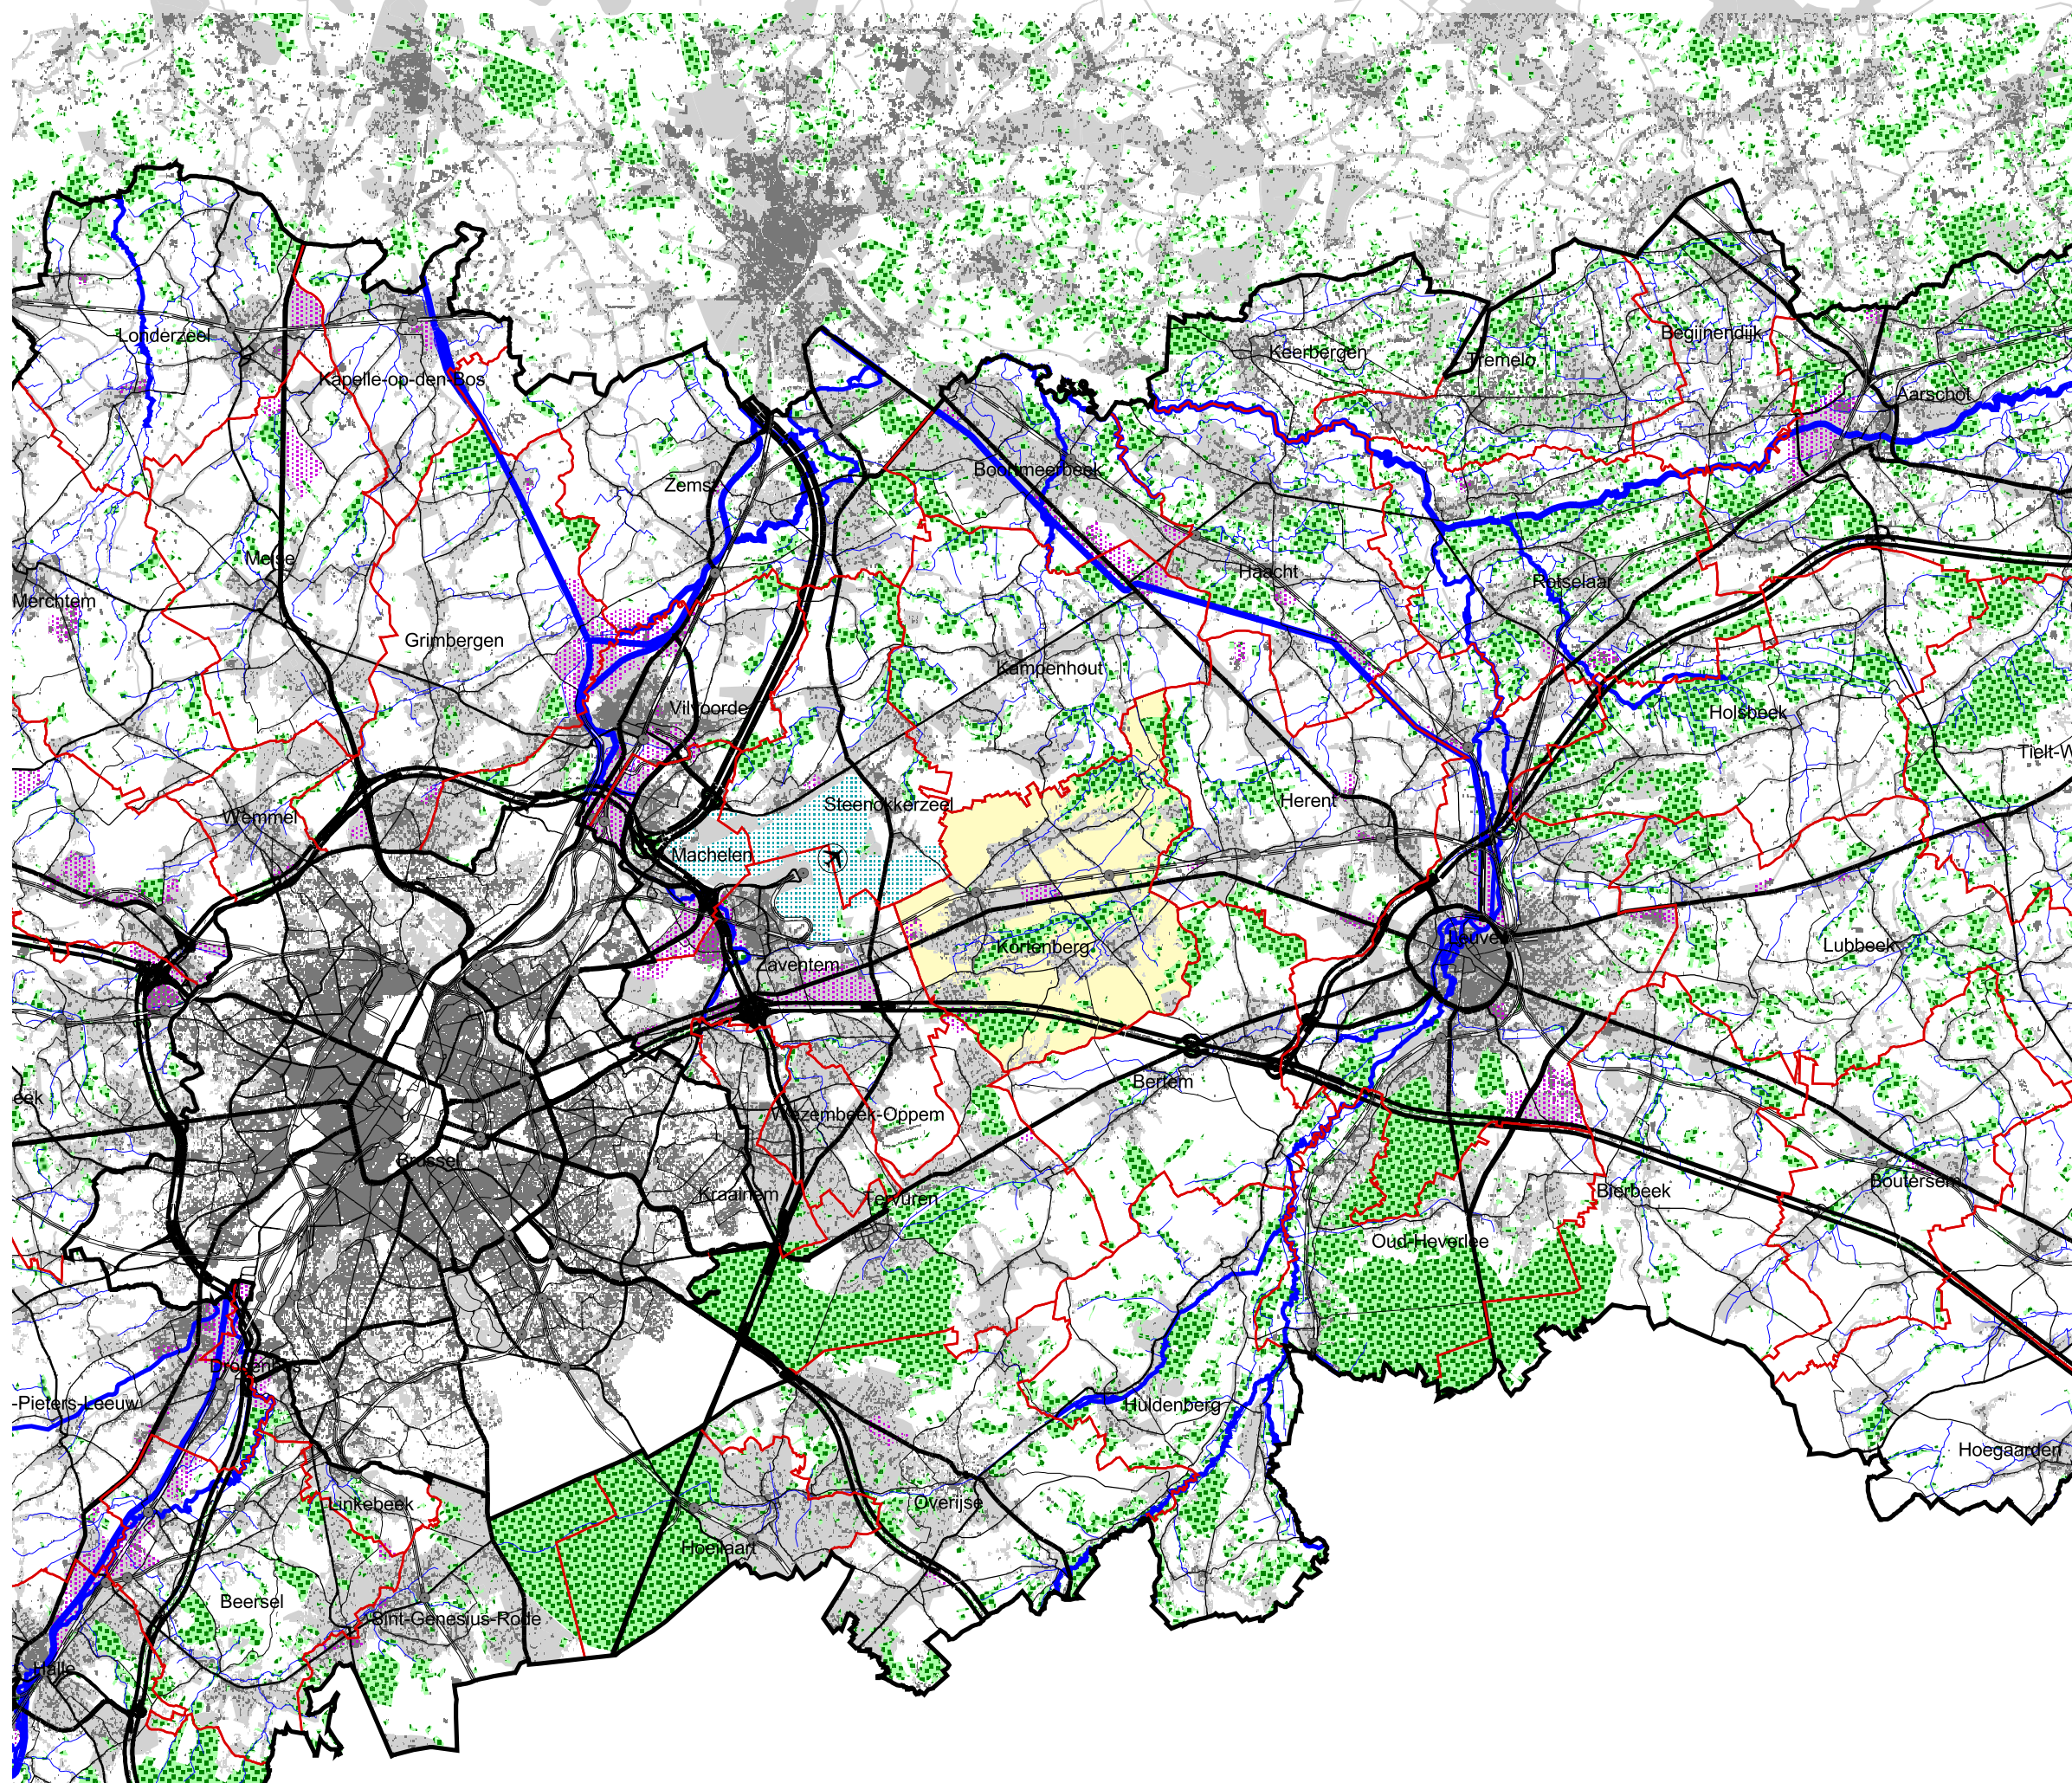 Londerzeel
Kapelle-op-den-Bos
Keerbergen
Tremelo
Begijnendijk
Aarschot
Zemst
Boortmeerbeek
Meise
Haacht
Rotselaar
Merchtem
Grimbergen
Kampenhout
Vilvoorde
Holsbeek
Tielt-W
Wemmel
Steenokkerzeel
Herent
Machelen
Kortenberg
Leuven
Lubbeek
Zaventem
Bertem
eek
Wezembeek-Oppem
Brussel
Kraainem
Tervuren
Bierbeek
Boutersem
Oud-Heverlee
Drogenbos
-Pieters-Leeuw
Huldenberg
Hoegaarden
Linkebeek
Overijse
Hoeilaart
Beersel
Sint-Genesius-Rode
Halle